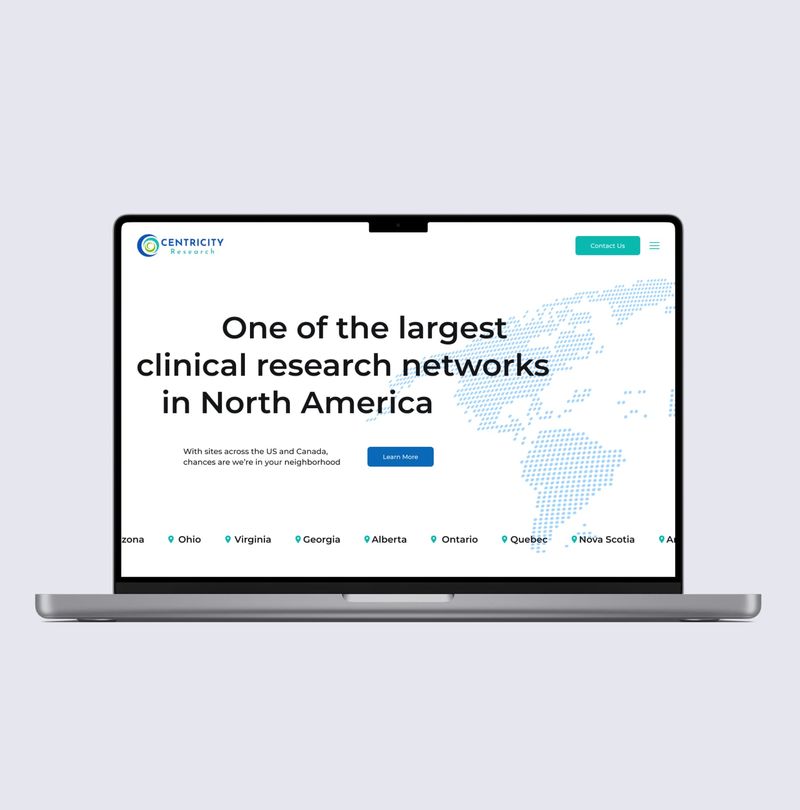 CENTRICITY
Research
Contact Us
One of the largest
clinical research networks
in North America
With sites across the US and Canada,
chances are we're in your neighborhood
Learn More
zona Ohio Virginia Georgia Alberta Ontario Quebec Nova Scotia Ar